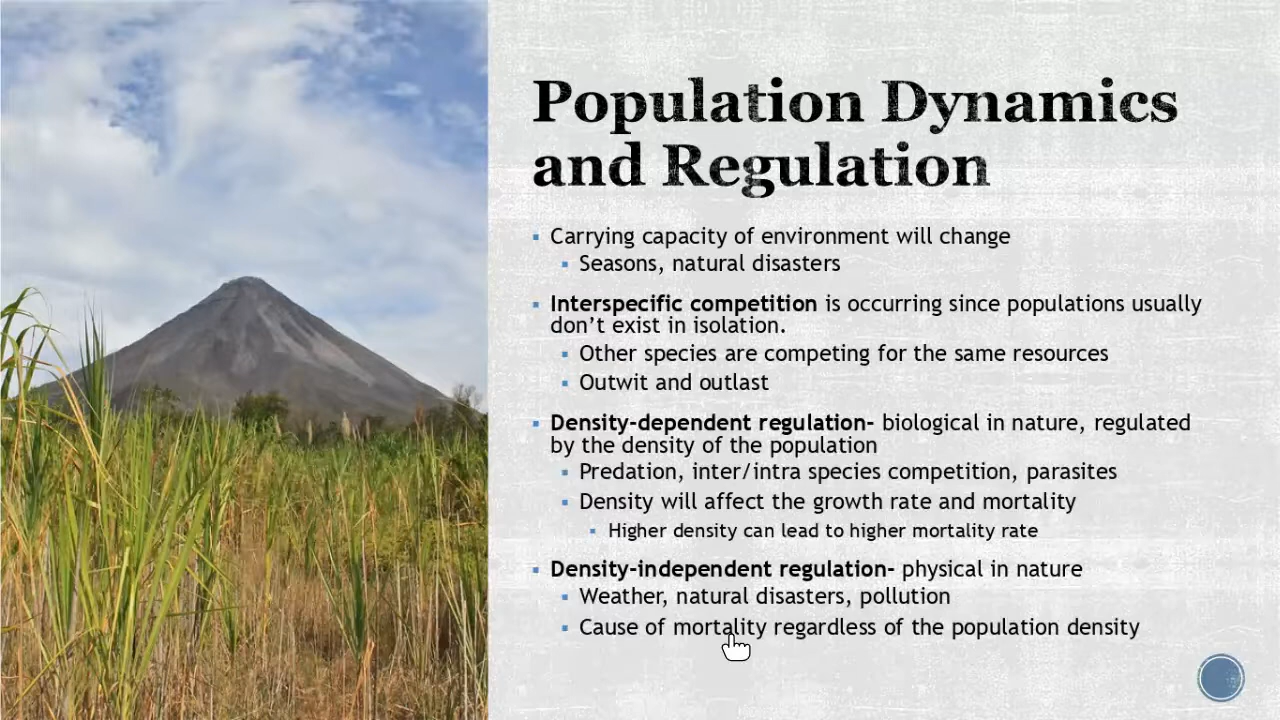 Population Dynamics
and Regulation
Carrying capacity of environment will change
Seasons, natural disasters
Interspecific competition is occurring since populations usually
don’t exist in isolation.
Other species are competing for the same resources
Outwit and outlast
Density-dependent regulation- biological in nature, regulated
by the density of the population
Predation, inter/intra species competition, parasites
Density will affect the growth rate and mortality
Higher density can lead to higher mortality rate
Density-independent regulation- physical in nature
Weather, natural disasters, pollution
Cause of mortality regardless of the population density